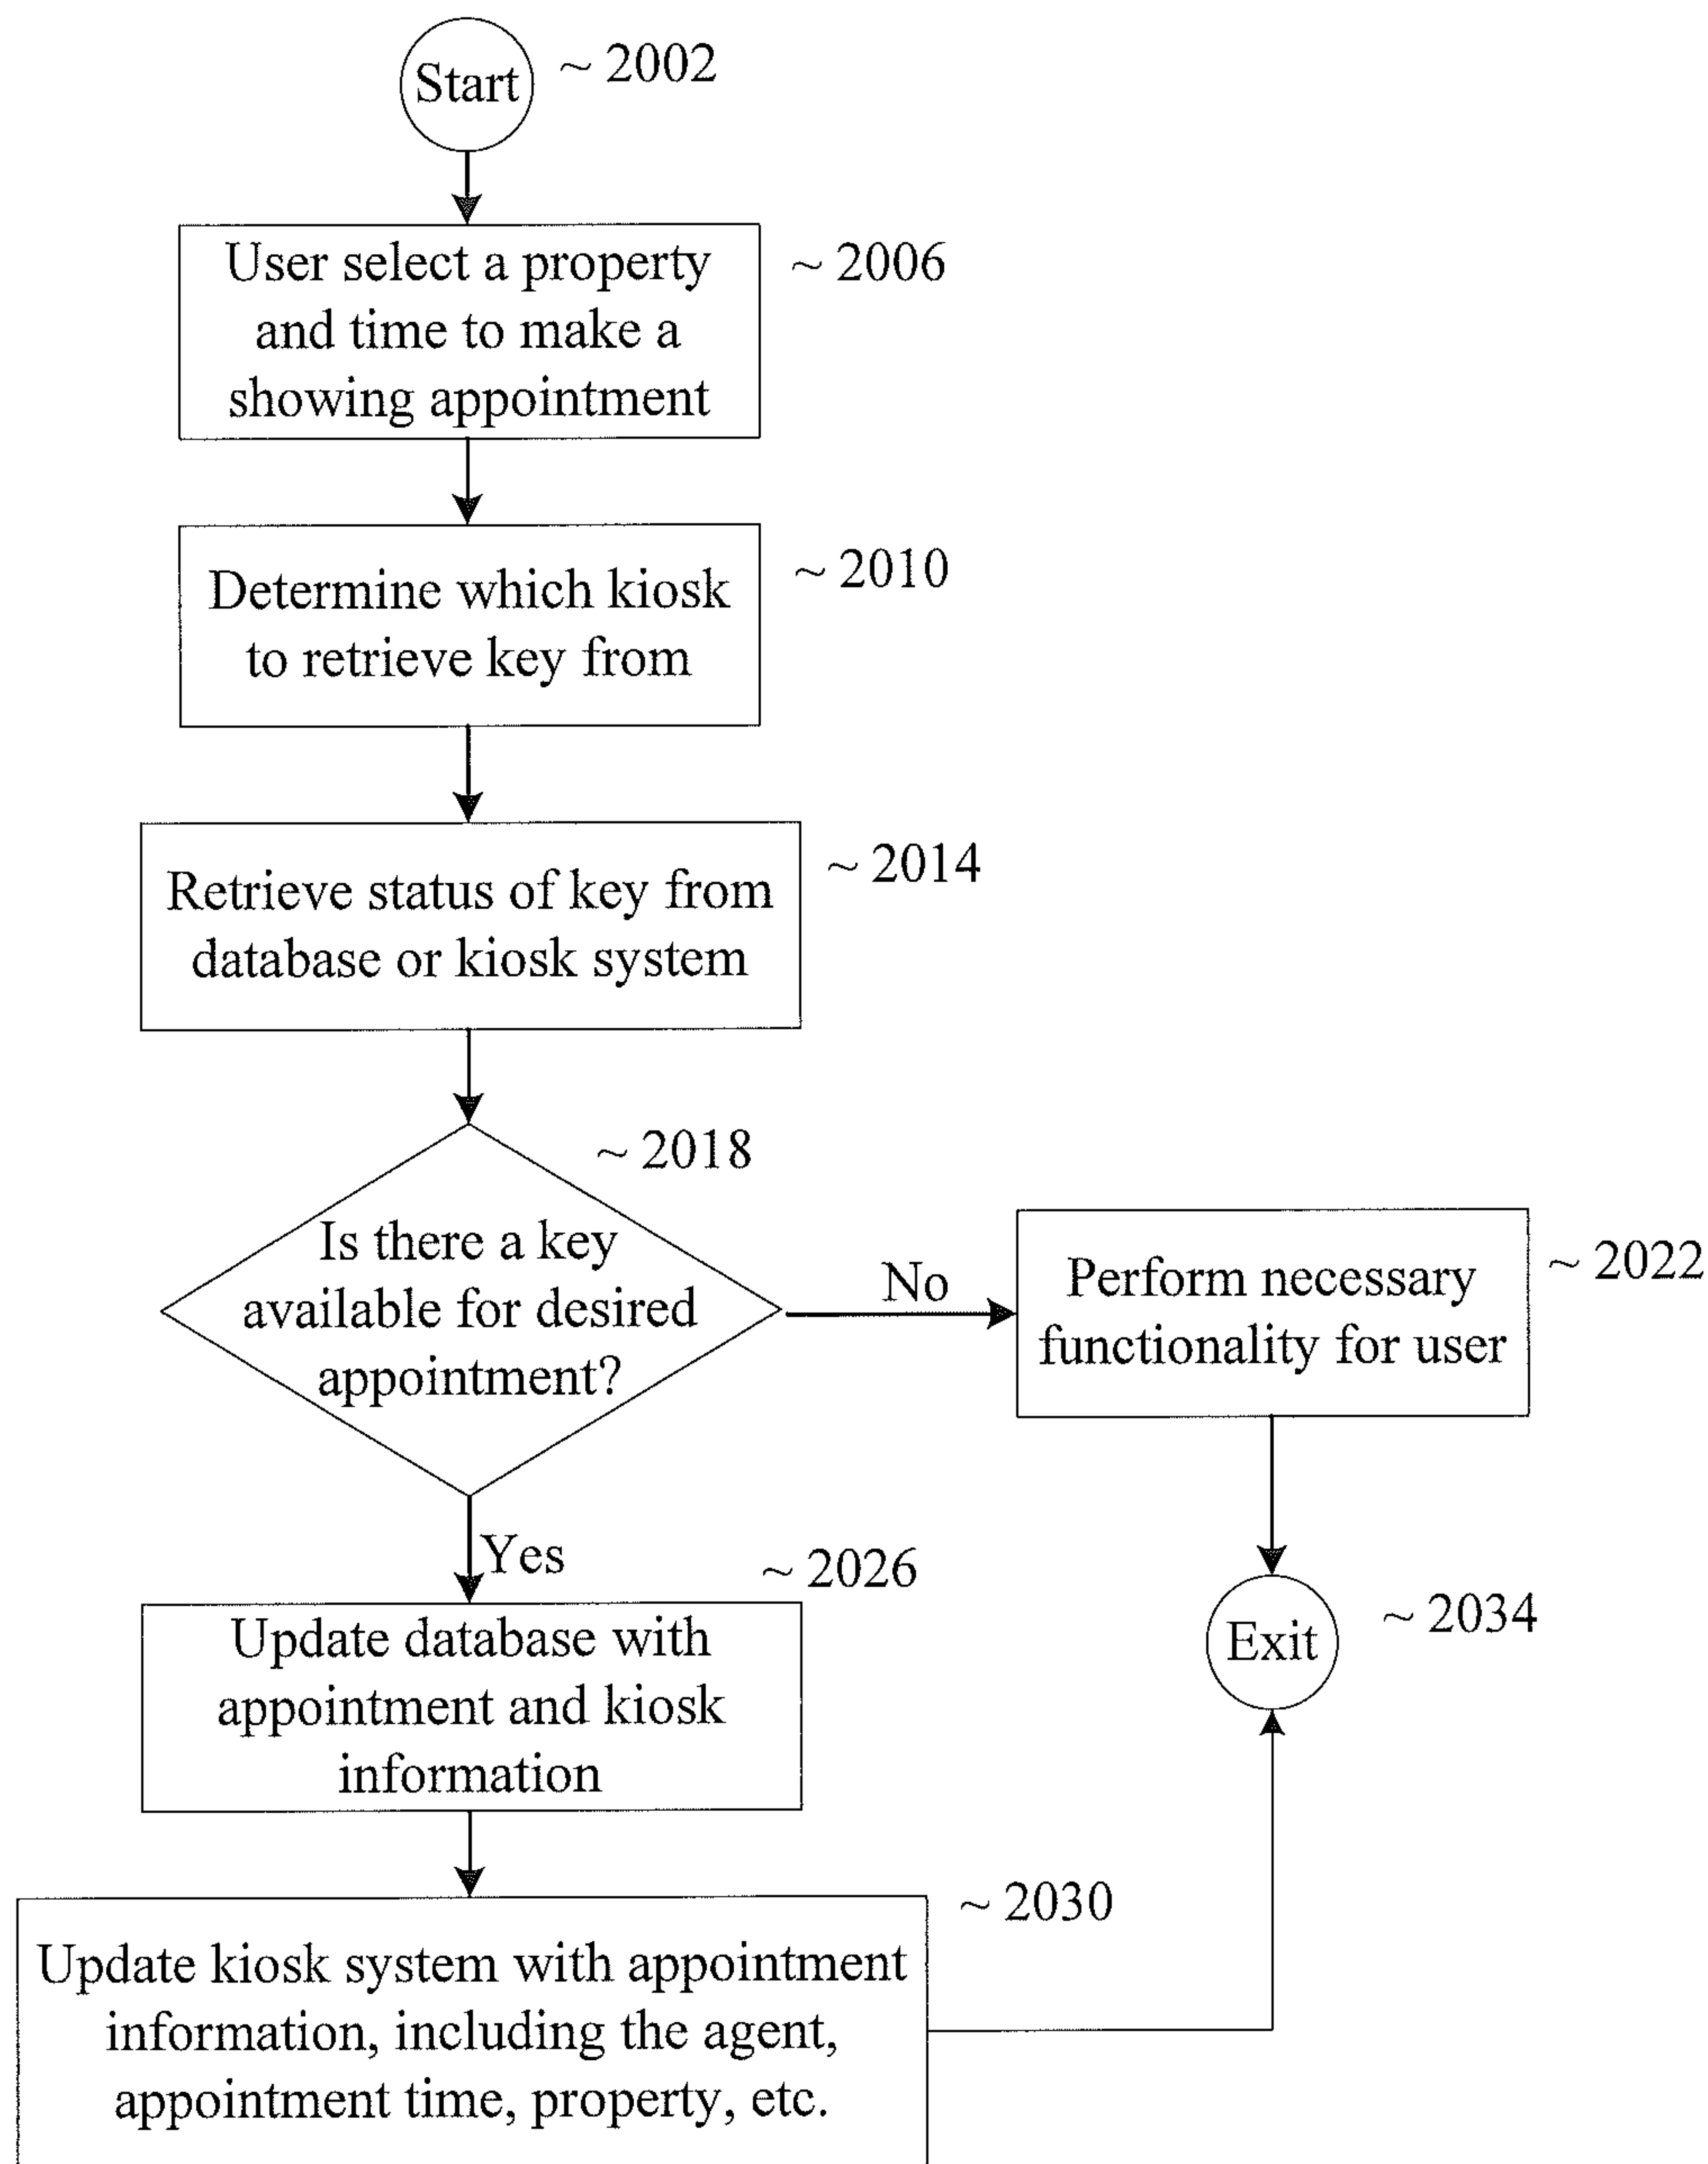 Start
~ 2002
User select a property
and time to make a
showing appointment
~ 2006
Determine which kiosk
to retrieve key from
~ 2010
Retrieve status of key from
database or kiosk system
~ 2014
~ 2018
Is there a key
available for desired
appointment?
No
Perform necessary
functionality for user
~ 2022
Yes
~ 2026
Update database with
appointment and kiosk
information
Exit
~ 2034
~ 2030
Update kiosk system with appointment
information, including the agent,
appointment time, property, etc.